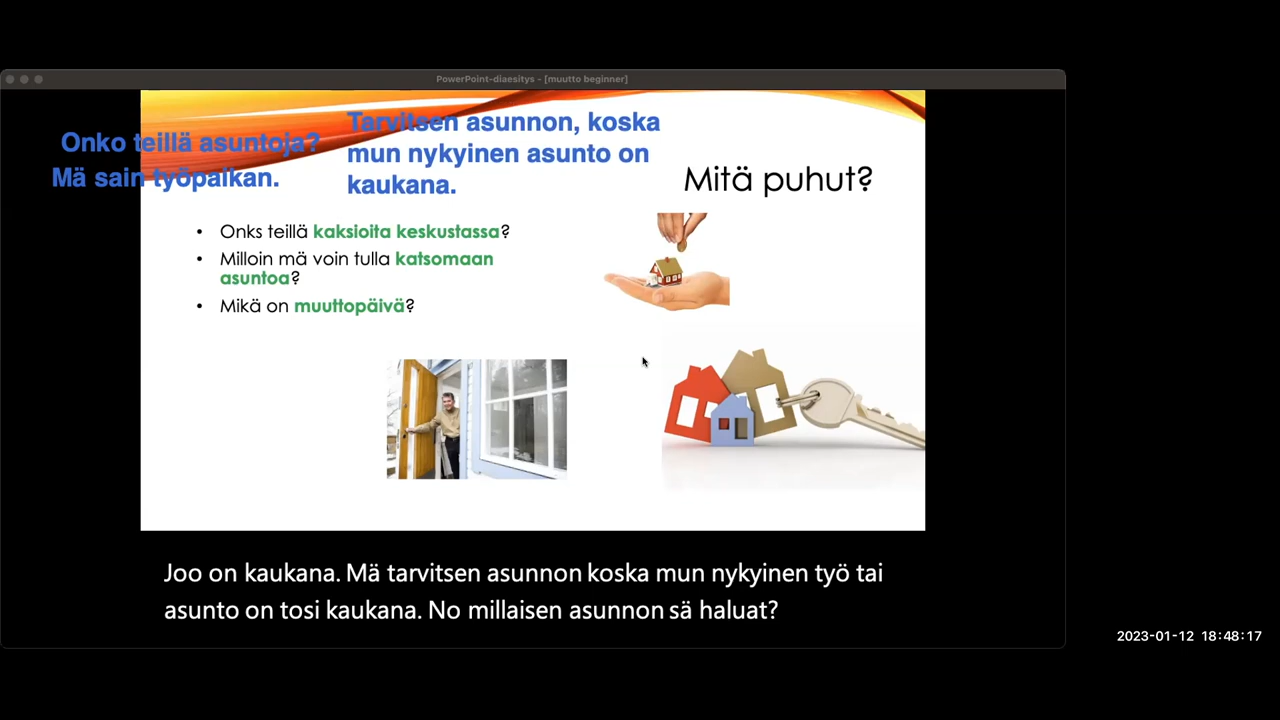 PowerPoint-diaesitys - [muutto beginner]
Onko teillä asuntoja?
Mä sain työpaikan.
Tarvitsen asunnon, koska
mun nykyinen asunto on
kaukana.
Mitä puhut?
• Onks teillä kaksioita keskustassa?
• Milloin mä voin tulla katsomaan
asuntoa?
• Mikä on muuttopäivä?
Joo on kaukana. Mä tarvitsen asunnon koska mun nykyinen työ tai
asunto on tosi kaukana. No millaisen asunnon sä haluat?
2023-01-12 18:48:17